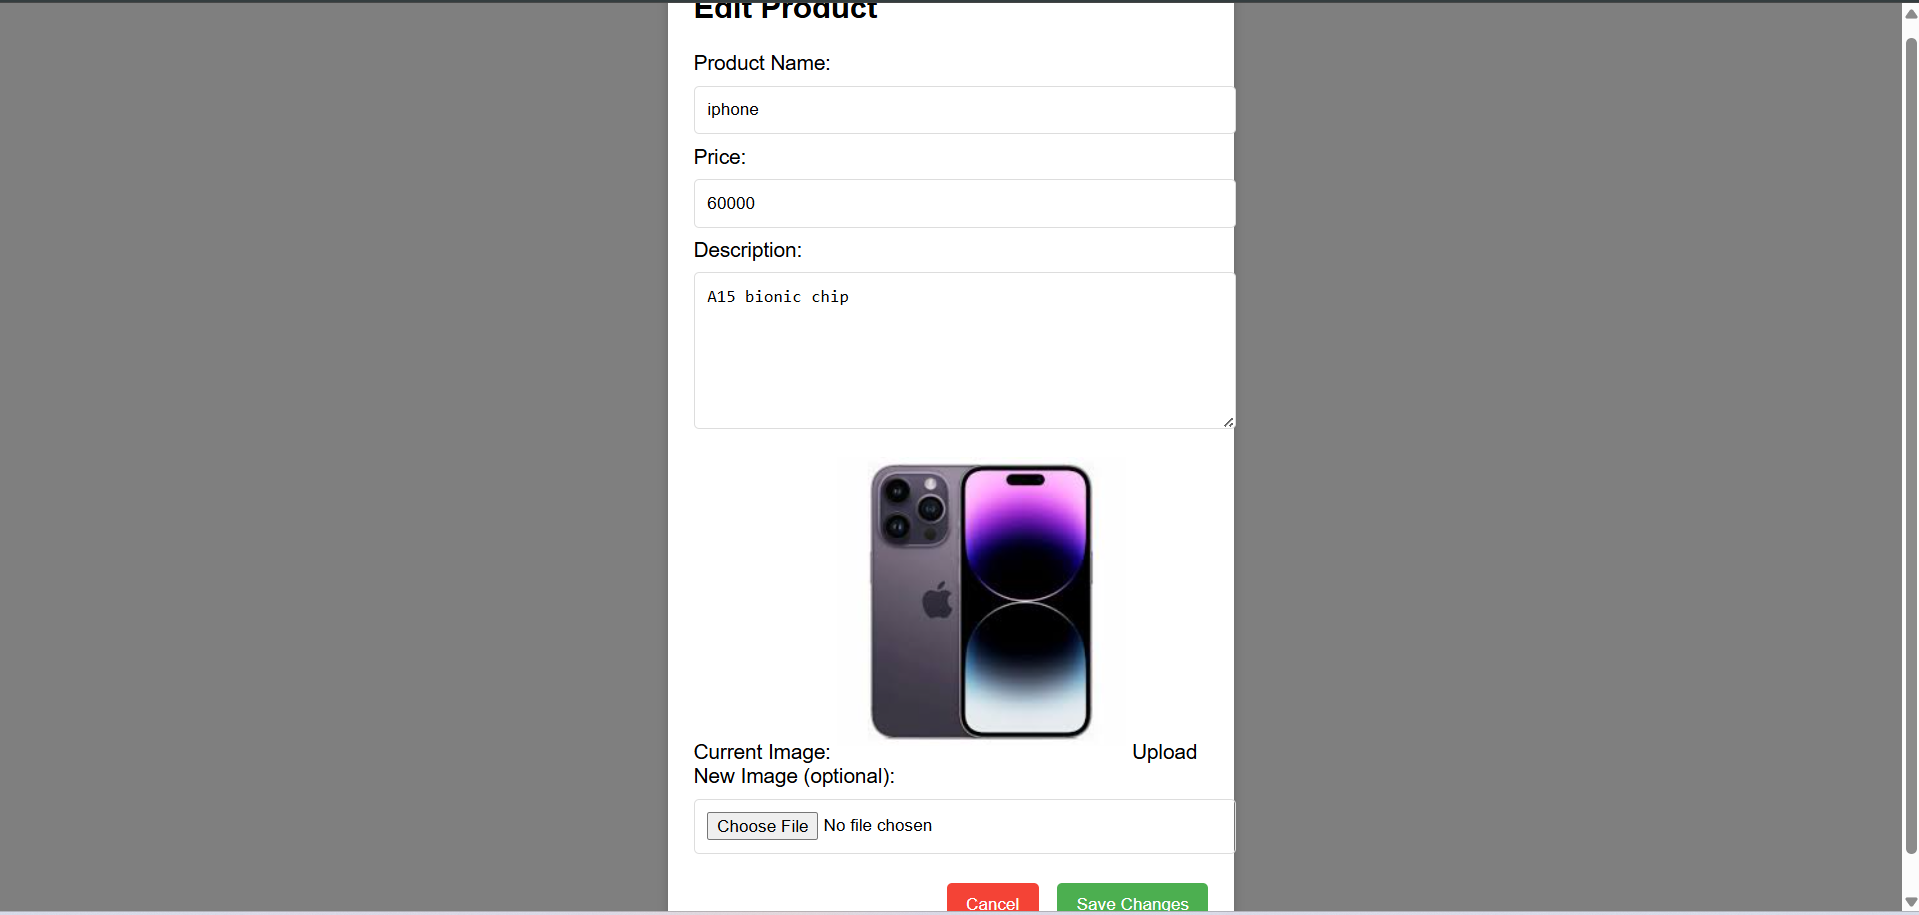 Edit Product
Product Name:
iphone
Price:
60000
Description:
A15 bionic chip
Current Image: Upload
New Image (optional):
Choose File No file chosen
Cancel Save Changes